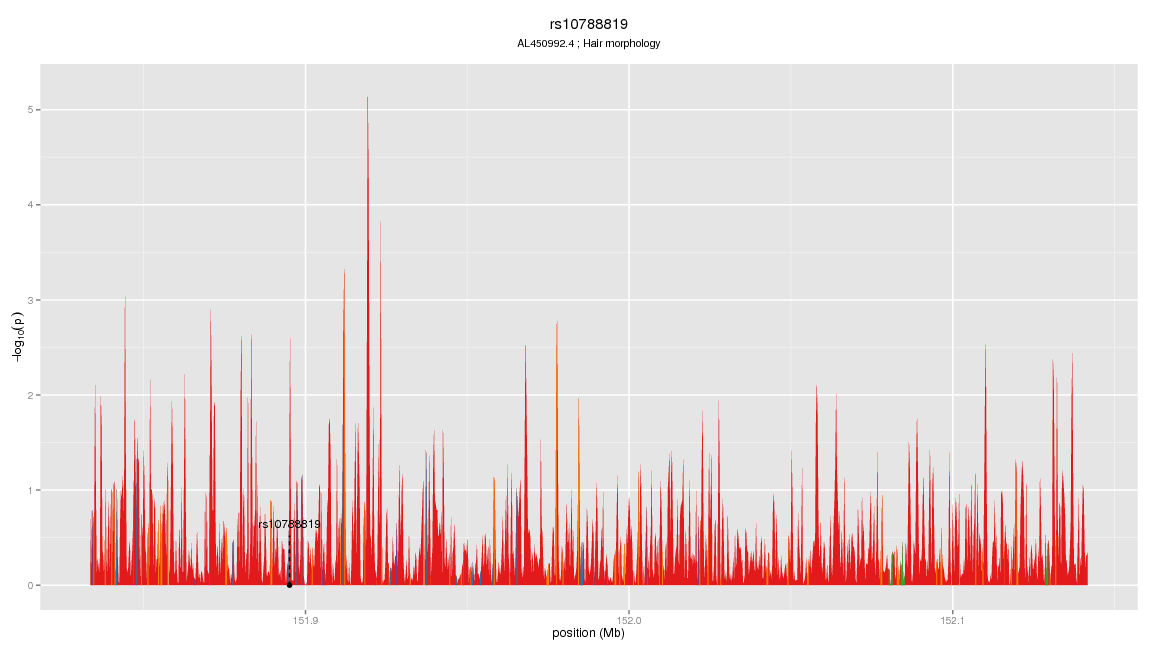 rs10788819
AL450992.4 ; Hair morphology
5
4
3
2
1
0
−log10(p)
rs10788819
151.9
152.0
152.1
position (Mb)